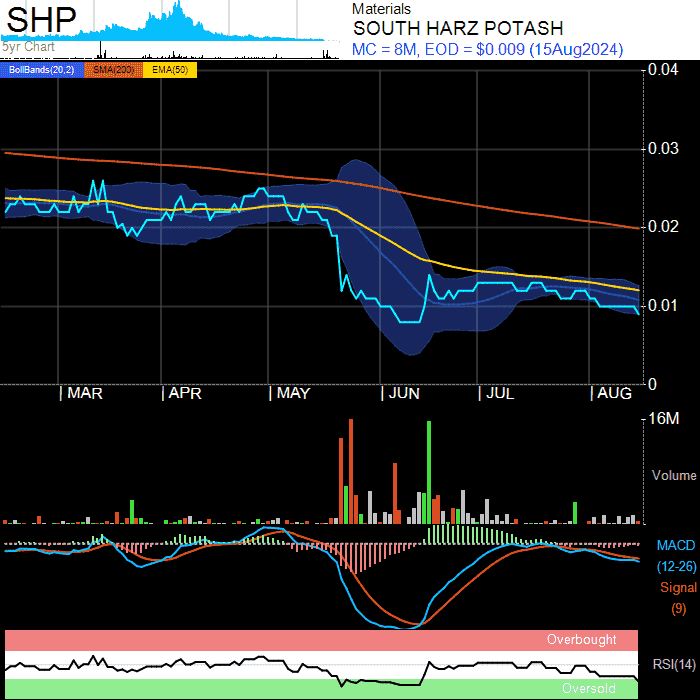 SHP
5yr Chart
Materials
SOUTH HARZ POTASH
MC = 8M, EOD = $0.009 (15Aug2024)
BollBands(20,2) SMA(200) EMA(50)
0.04
0.03
0.02
0.01
0
MAR APR MAY JUN JUL AUG
16M
Volume
MACD
(12-26)
Signal
(9)
Overbought
RSI(14)
Oversold